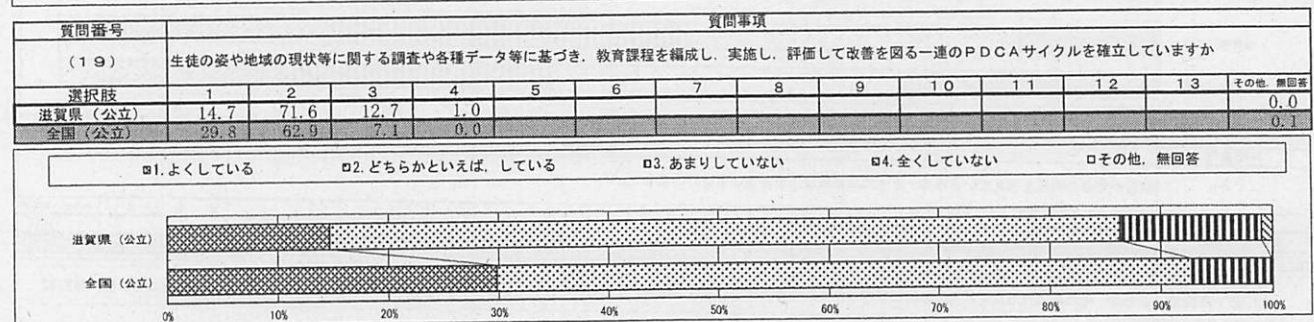 質問番号 質問事項
(19) 生徒の姿や地域の現状等に関する調査や各種データ等に基づき，教育課程を編成し，実施し，評価して改善を図る一連のPDCAサイクルを確立していますか
選択肢 1 2 3 4 5 6 7 8 9 10 11 12 13 その他，無回答
滋賀県（公立） 14.7 71.6 12.7 1.0 0.0
全国（公立） 29.8 62.9 7.1 0.0 0.1
1.よくしている 2.どちらかといえば，している 3.あまりしていない 4.全くしていない その他，無回答
滋賀県（公立）
全国（公立）
0% 10% 20% 30% 40% 50% 60% 70% 80% 90% 100%